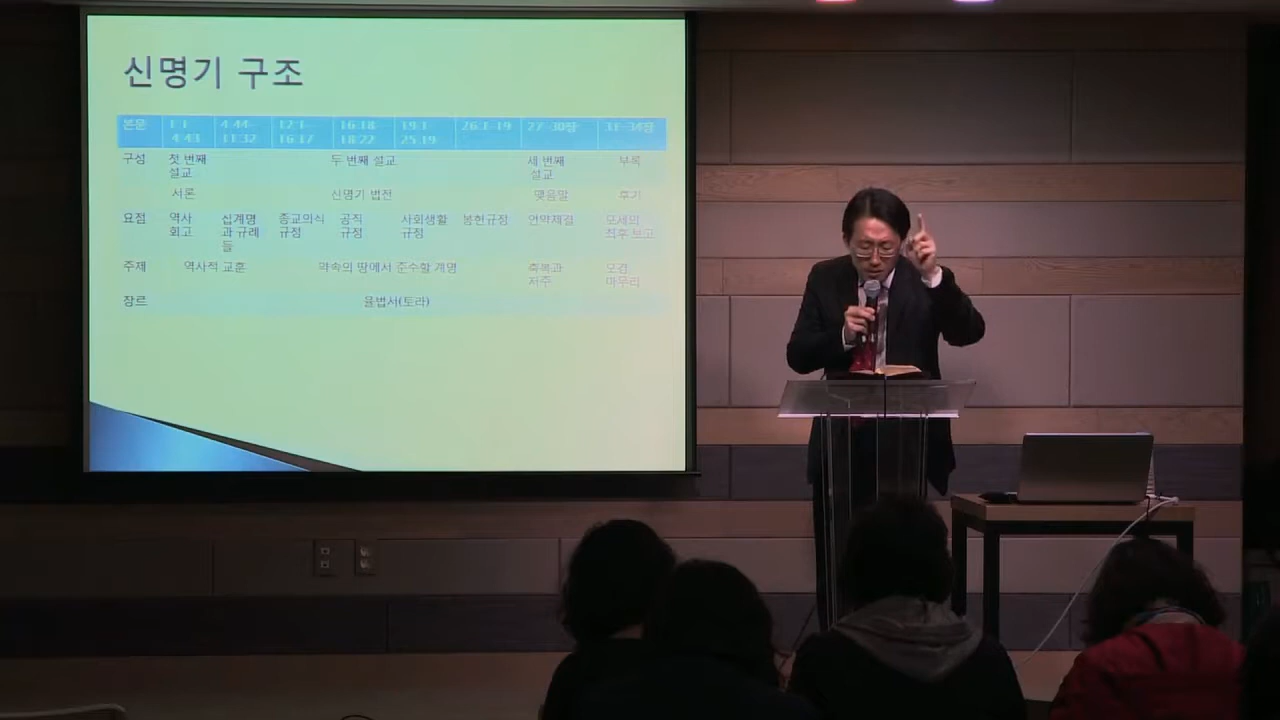 신명기 구조
본문 1:1- 4:44- 12:1- 16:18- 19:1- 26:1-19 27-30장 31-34장
4:43 11:32 16:17 18:22 25:19
구성 첫 번째 두 번째 설교 세 번째 부록
설교 설교
서론 신명기 법전 맺음말 후기
요점 역사 십계명 종교의식 공직 사회생활 봉헌규정 언약체결 모세의
회고 과 규례 규정 규정 규정 최후 보고
들
주재 역사적 교훈 약속의 땅에서 준수할 계명 축복과 모경
저주 마무리
장르 율법서(토라)